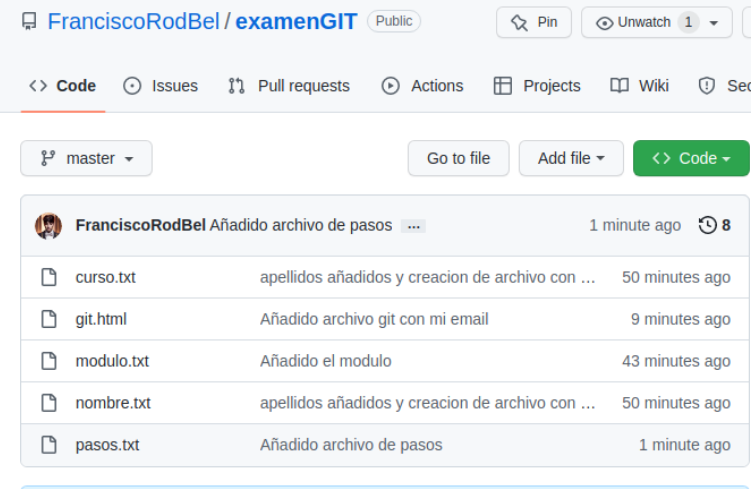 FranciscoRodBel / examenGIT Public Pin Unwatch 1
Code Issues Pull requests Actions Projects Wiki Sec
master Go to file Add file Code
FranciscoRodBel Añadido archivo de pasos ... 1 minute ago 8
curso.txt apellidos añadidos y creacion de archivo con ... 50 minutes ago
git.html Añadido archivo git con mi email 9 minutes ago
modulo.txt Añadido el modulo 43 minutes ago
nombre.txt apellidos añadidos y creacion de archivo con ... 50 minutes ago
pasos.txt Añadido archivo de pasos 1 minute ago